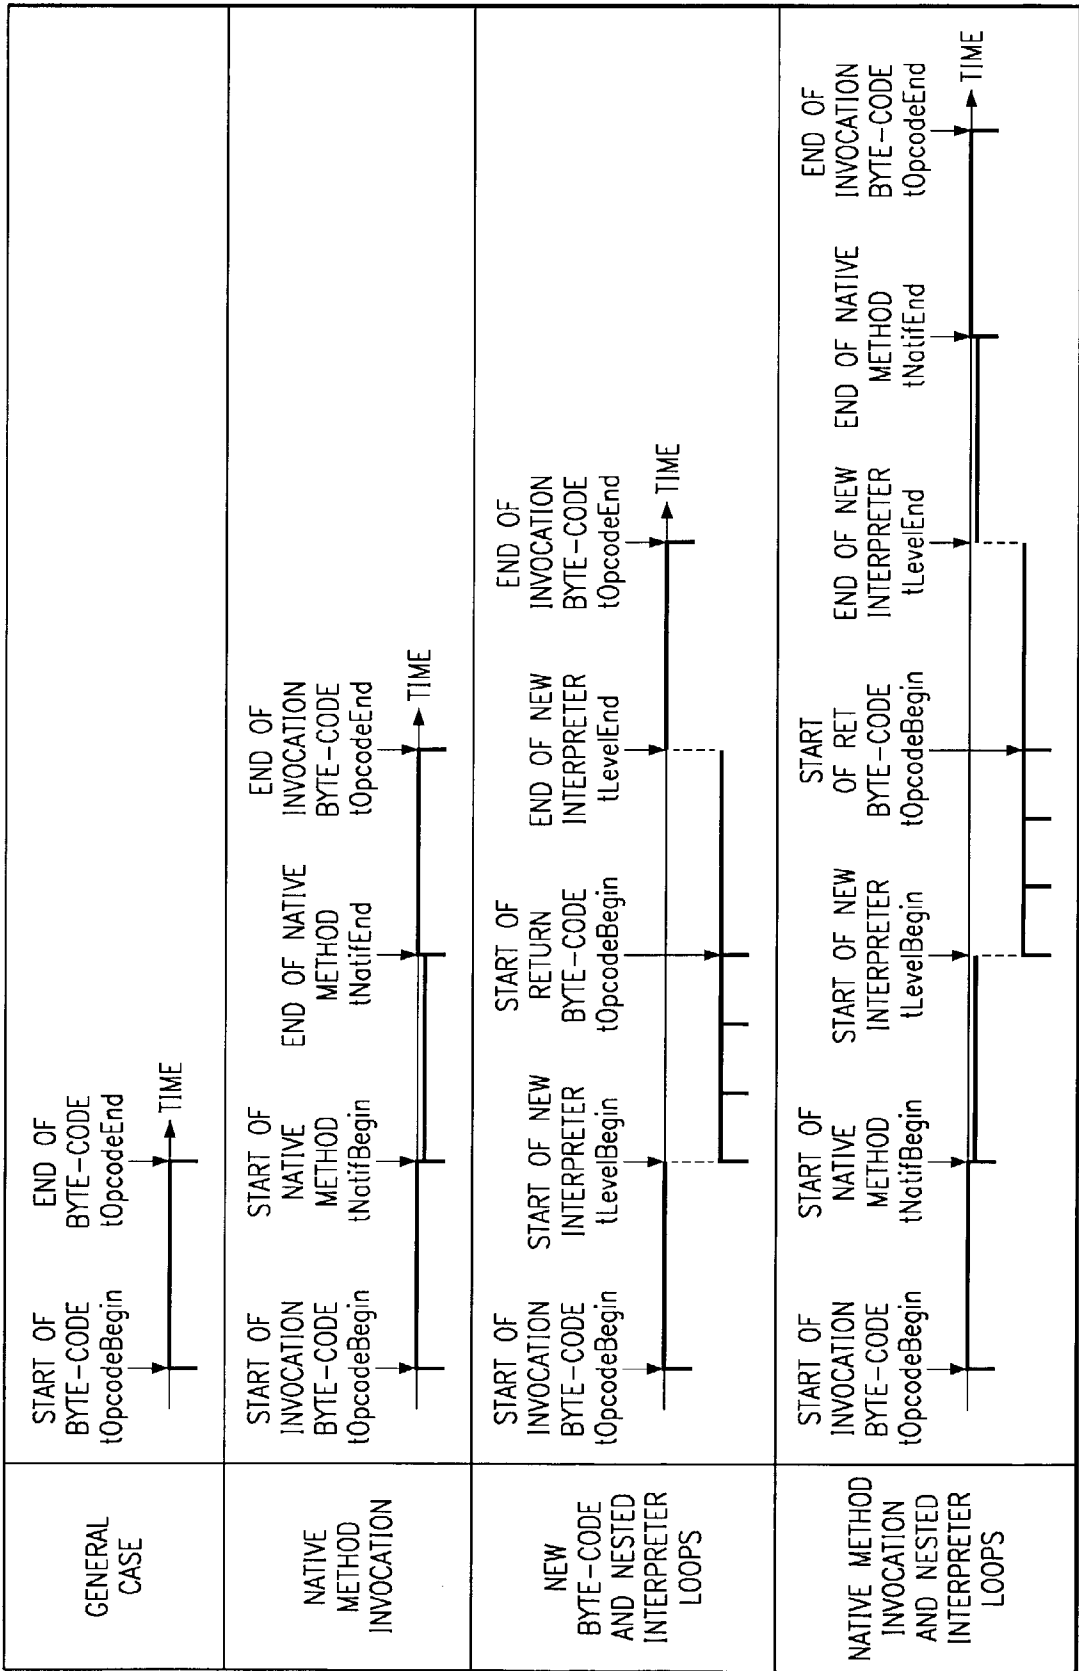 GENERAL
CASE
START OF
BYTE-CODE
tOpcodeBegin
END OF
BYTE-CODE
tOpcodeEnd
TIME
NATIVE
METHOD
INVOCATION
START OF
INVOCATION
BYTE-CODE
tOpcodeBegin
START OF
NATIVE
METHOD
tNatifBegin
END OF NATIVE
METHOD
tNatifEnd
END OF
INVOCATION
BYTE-CODE
tOpcodeEnd
TIME
NEW
BYTE-CODE
AND NESTED
INTERPRETER
LOOPS
START OF
INVOCATION
BYTE-CODE
tOpcodeBegin
START OF NEW
INTERPRETER
tLevelBegin
START OF
RETURN
BYTE-CODE
tOpcodeBegin
END OF NEW
INTERPRETER
tLevelEnd
END OF
INVOCATION
BYTE-CODE
tOpcodeEnd
TIME
NATIVE METHOD
INVOCATION
AND NESTED
INTERPRETER
LOOPS
START OF
INVOCATION
BYTE-CODE
tOpcodeBegin
START OF
NATIVE
METHOD
tNatifBegin
START OF NEW
INTERPRETER
tLevelBegin
START
OF RET
BYTE-CODE
tOpcodeBegin
END OF NEW
INTERPRETER
tLevelEnd
END OF NATIVE
METHOD
tNatifEnd
END OF
INVOCATION
BYTE-CODE
tOpcodeEnd
TIME